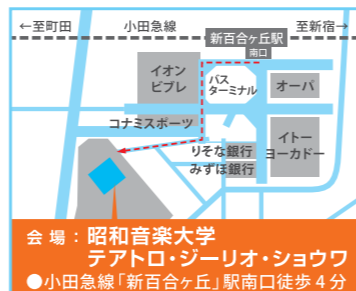 ←至町田 小田急線 至新宿→
新百合ヶ丘駅
南口
イオン
ビブレ
バス
ターミナル
オーパ
コナミスポーツ
イトー
ヨーカドー
りそな銀行
みずほ銀行
会場：昭和音楽大学
テアトロ・ジーリオ・ショウワ
●小田急線「新百合ヶ丘」駅南口徒歩4分